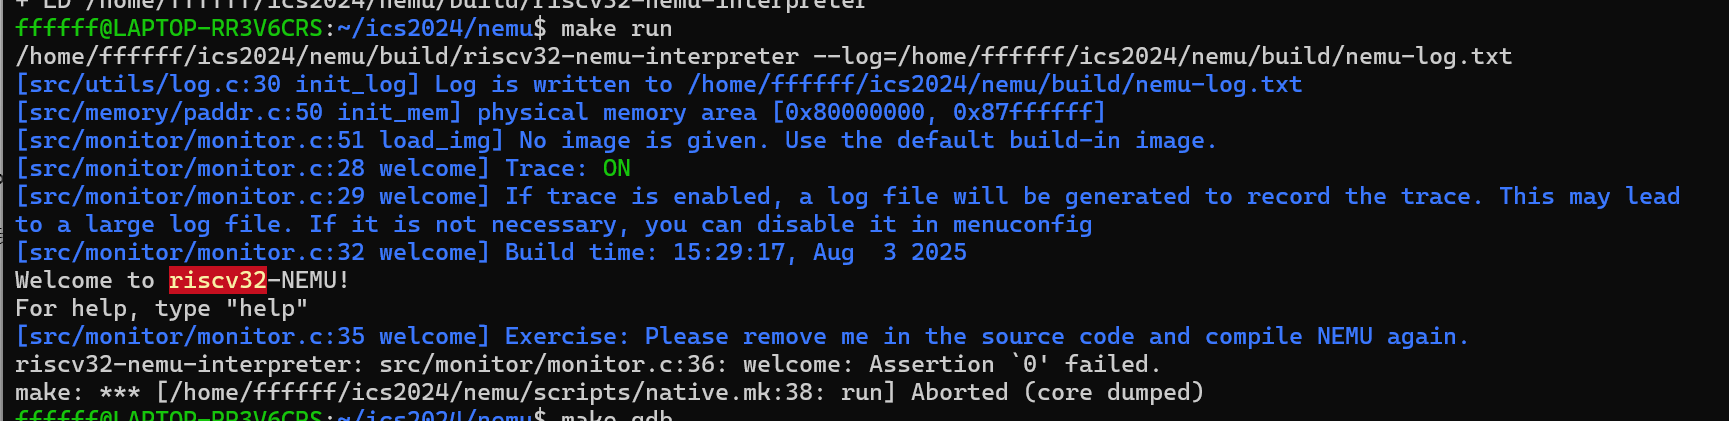 + LD /home/ffffff/ics2024/nemu/build/riscv32-nemu-interpreter
ffffff@LAPTOP-RR3V6CRS:~/ics2024/nemu$ make run
/home/ffffff/ics2024/nemu/build/riscv32-nemu-interpreter --log=/home/ffffff/ics2024/nemu/build/nemu-log.txt
[src/utils/log.c:30 init_log] Log is written to /home/ffffff/ics2024/nemu/build/nemu-log.txt
[src/memory/paddr.c:50 init_mem] physical memory area [0x80000000, 0x87ffffff]
[src/monitor/monitor.c:51 load_img] No image is given. Use the default build-in image.
[src/monitor/monitor.c:28 welcome] Trace: ON
[src/monitor/monitor.c:29 welcome] If trace is enabled, a log file will be generated to record the trace. This may lead
to a large log file. If it is not necessary, you can disable it in menuconfig
[src/monitor/monitor.c:32 welcome] Build time: 15:29:17, Aug  3 2025
Welcome to riscv32-NEMU!
For help, type "help"
[src/monitor/monitor.c:35 welcome] Exercise: Please remove me in the source code and compile NEMU again.
riscv32-nemu-interpreter: src/monitor/monitor.c:36: welcome: Assertion `0' failed.
make: *** [/home/ffffff/ics2024/nemu/scripts/native.mk:38: run] Aborted (core dumped)
ffffff@LAPTOP-RR3V6CRS:~/ics2024/nemu$ make gdb